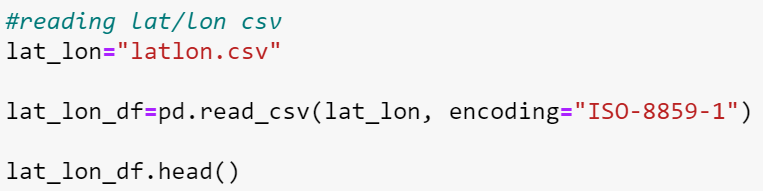 #reading lat/lon csv
lat_lon="latlon.csv"
lat_lon_df=pd.read_csv(lat_lon, encoding="ISO-8859-1")
lat_lon_df.head()